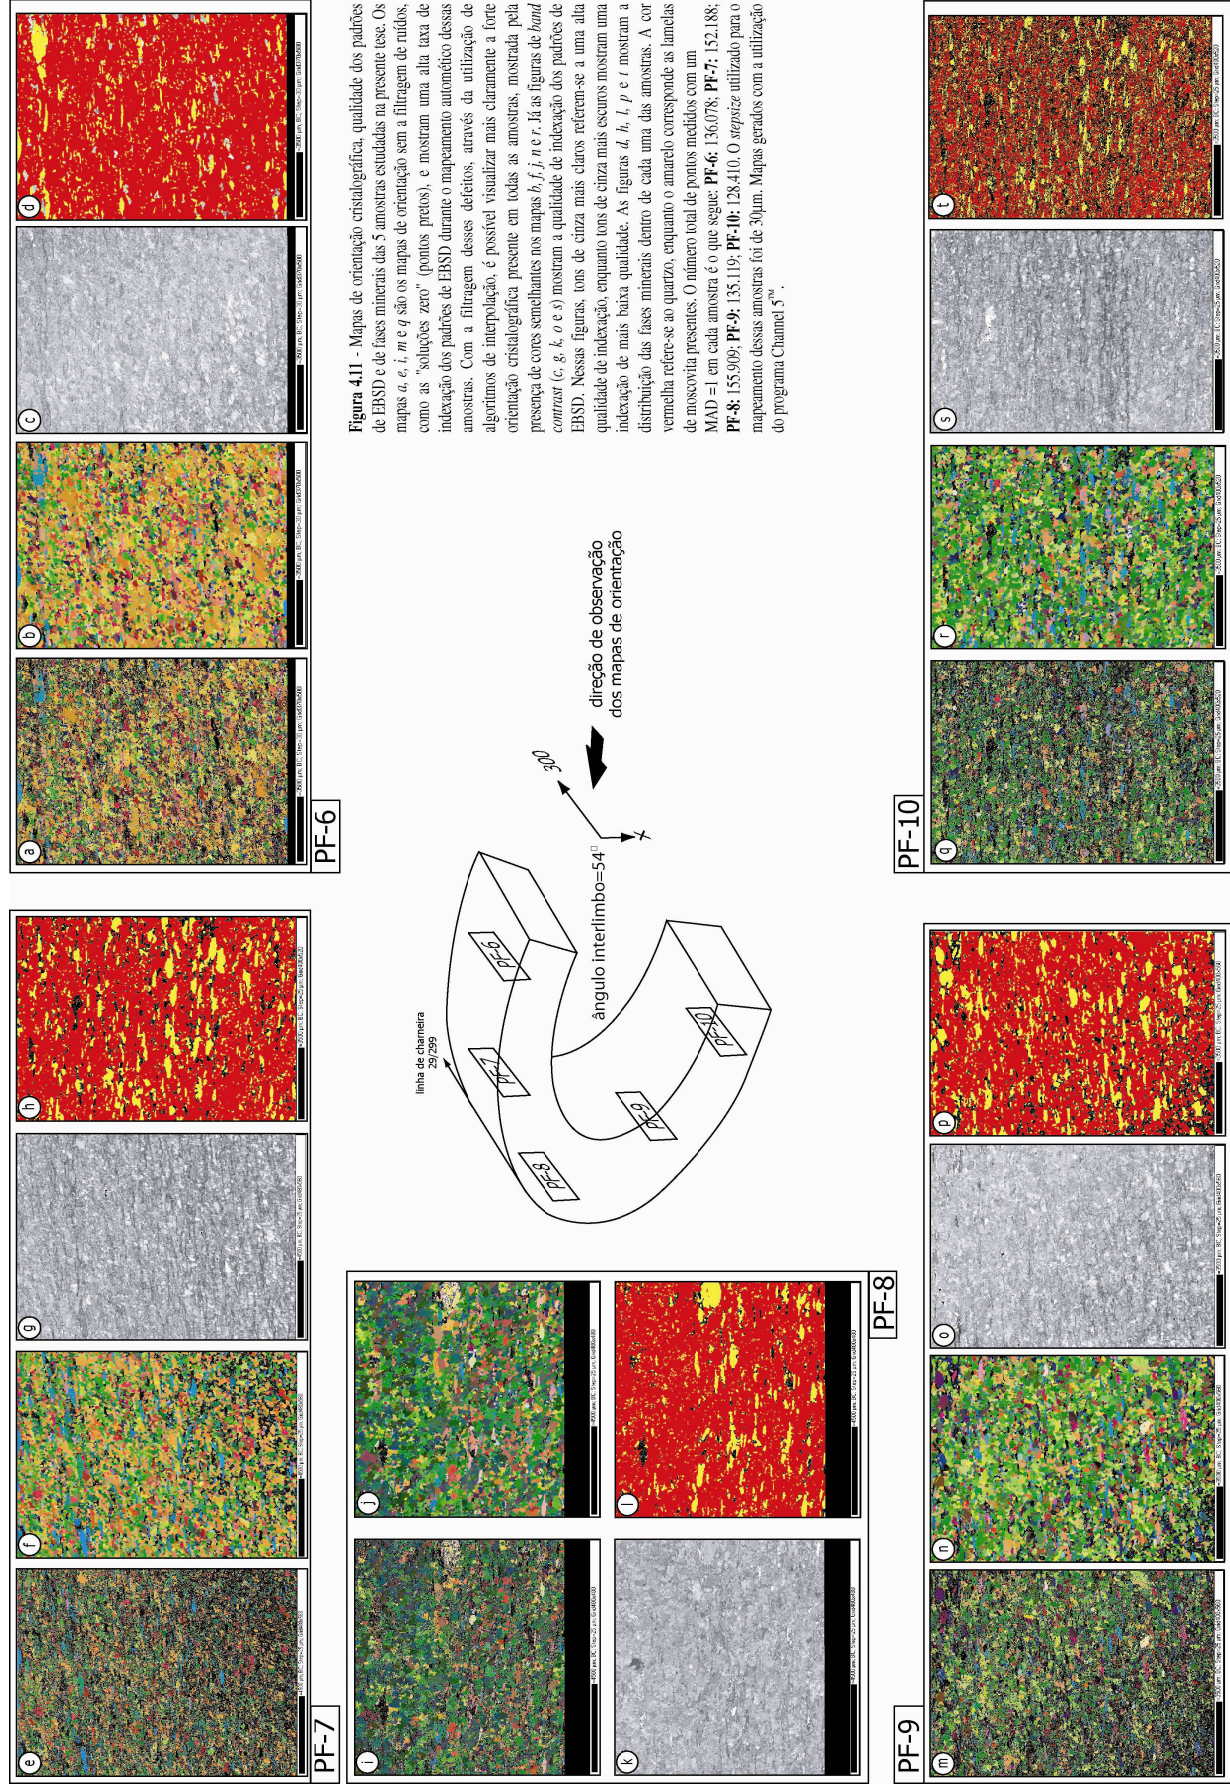 e
f
g
h
PF-7
a
b
c
d
PF-6
i
j
k
l
PF-8
linha de charneira
29/299
PF-6
PF-7
PF-8
PF-9
PF-10
ângulo interlimbo=54□
300
X
direção de observação
dos mapas de orientação
Figura 4.11 - Mapas de orientação cristalográfica, qualidade dos padrões
de EBSD e de fases minerais das 5 amostras estudadas na presente tese. Os
mapas a, e, i, m e q são os mapas de orientação sem a filtragem de ruídos,
como as "soluções zero" (pontos pretos), e mostram uma alta taxa de
indexação dos padrões de EBSD durante o mapeamento automático dessas
amostras. Com a filtragem desses defeitos, através da utilização de
algoritmos de interpolação, é possível visualizar mais claramente a forte
orientação cristalográfica presente em todas as amostras, mostrada pela
presença de cores semelhantes nos mapas b, f, j, n e r. Já as figuras de band
contrast (c, g, k, o e s) mostram a qualidade de indexação dos padrões de
EBSD. Nessas figuras, tons de cinza mais claros referem-se a uma alta
qualidade de indexação, enquanto tons de cinza mais escuros mostram uma
indexação de mais baixa qualidade. As figuras d, h, l, p e t mostram a
distribuição das fases minerais dentro de cada uma das amostras. A cor
vermelha refere-se ao quartzo, enquanto o amarelo corresponde as lamelas
de moscovita presentes. O número total de pontos medidos com um
MAD =1 em cada amostra é o que segue: PF-6: 136.078; PF-7: 152.188;
PF-8: 155.909; PF-9: 135.119; PF-10: 128.410. O stepsize utilizado para o
mapeamento dessas amostras foi de 30µm. Mapas gerados com a utilização
do programa Channel 5™.
PF-9
m
n
o
p
PF-10
q
r
s
t